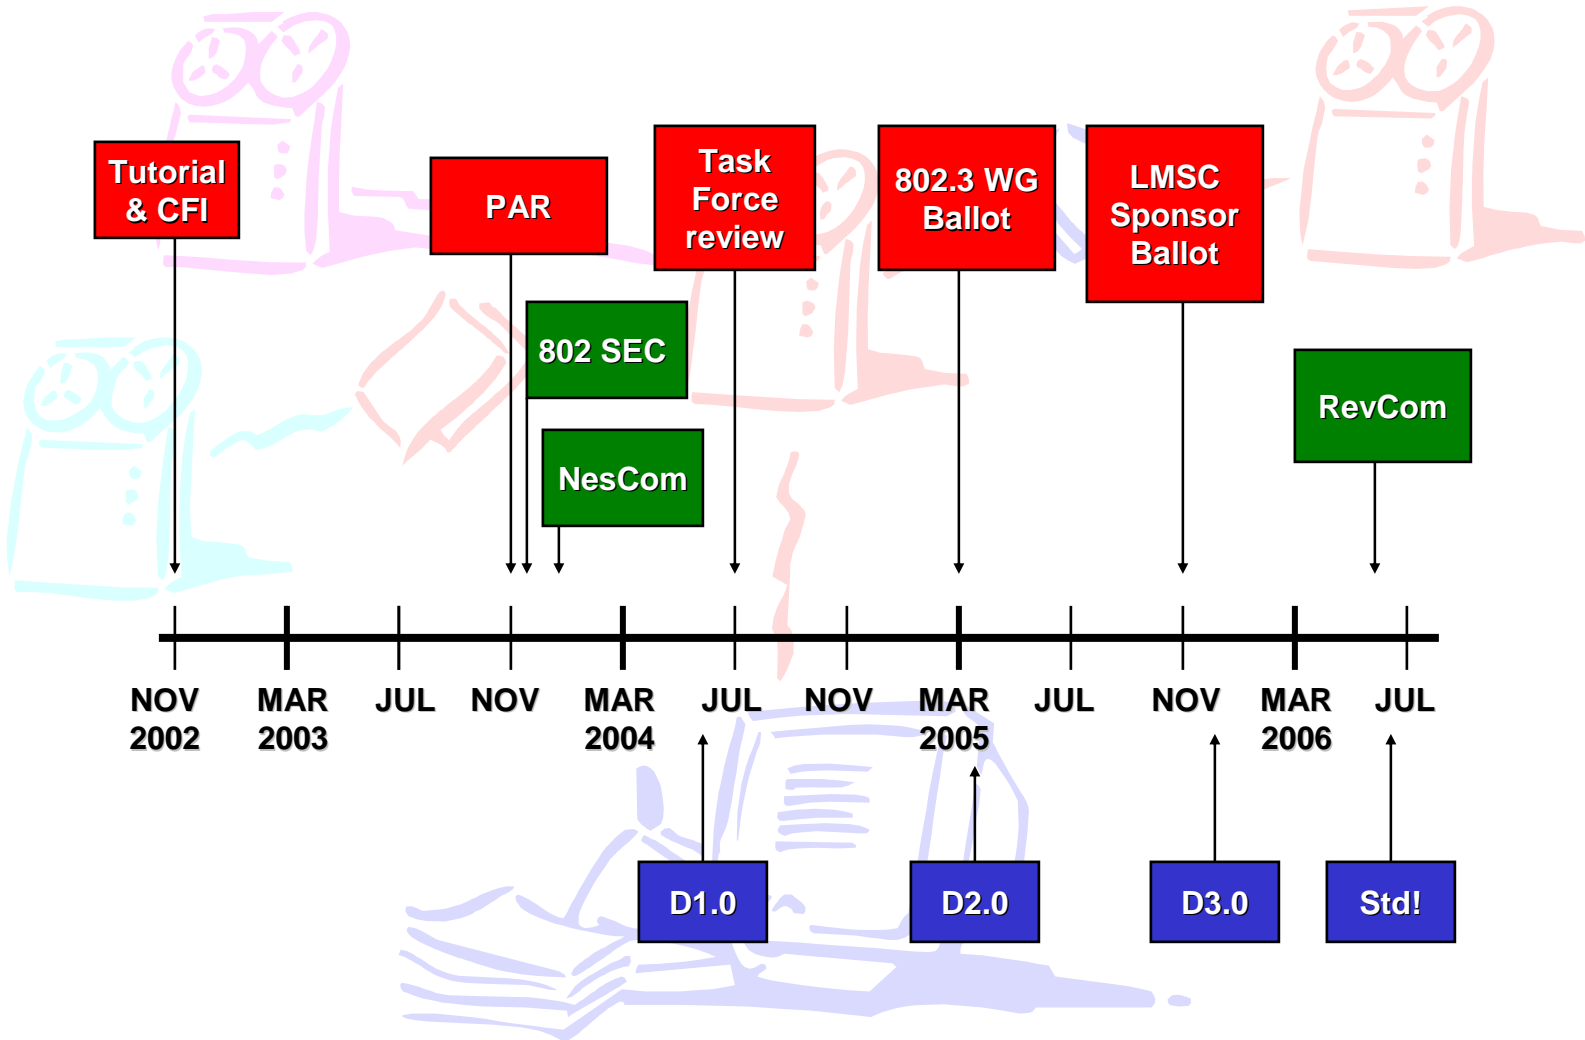 Tutorial
& CFI
PAR
Task
Force
review
802.3 WG
Ballot
LMSC
Sponsor
Ballot
802 SEC
NesCom
RevCom
NOV
2002
MAR
2003
JUL
NOV
MAR
2004
JUL
NOV
MAR
2005
JUL
NOV
MAR
2006
JUL
D1.0
D2.0
D3.0
Std!